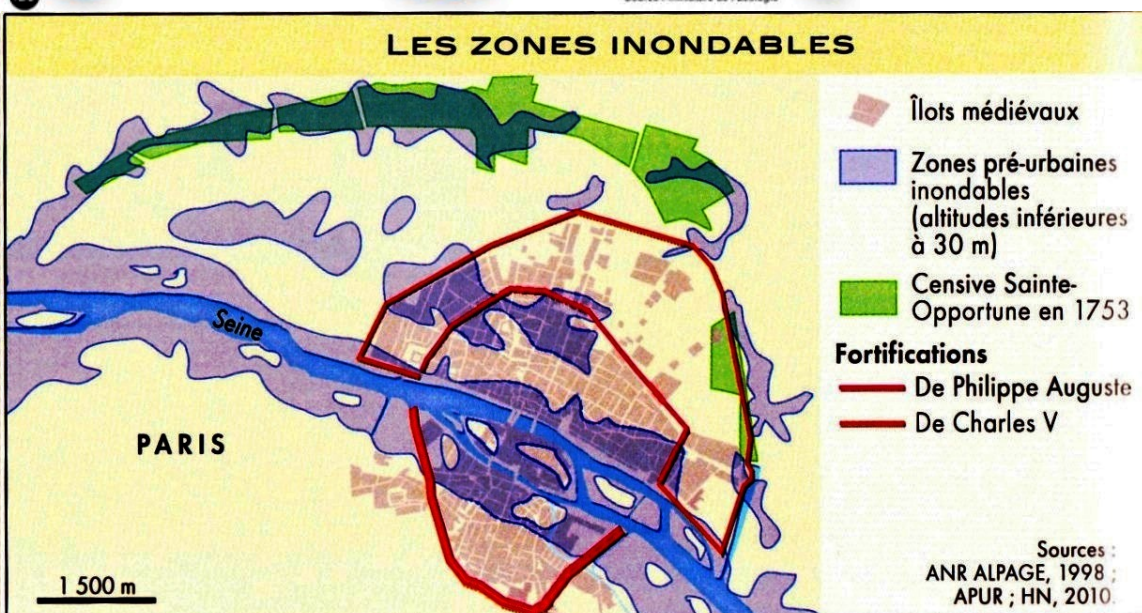 LES ZONES INONDABLES
Îlots médiévaux
Zones pré-urbaines
inondables
(altitudes inférieures
à 30 m)
Censive Sainte-
Opportune en 1753
Fortifications
De Philippe Auguste
De Charles V
Seine
PARIS
1 500 m
Sources :
ANR ALPAGE, 1998 ;
APUR ; HN, 2010.